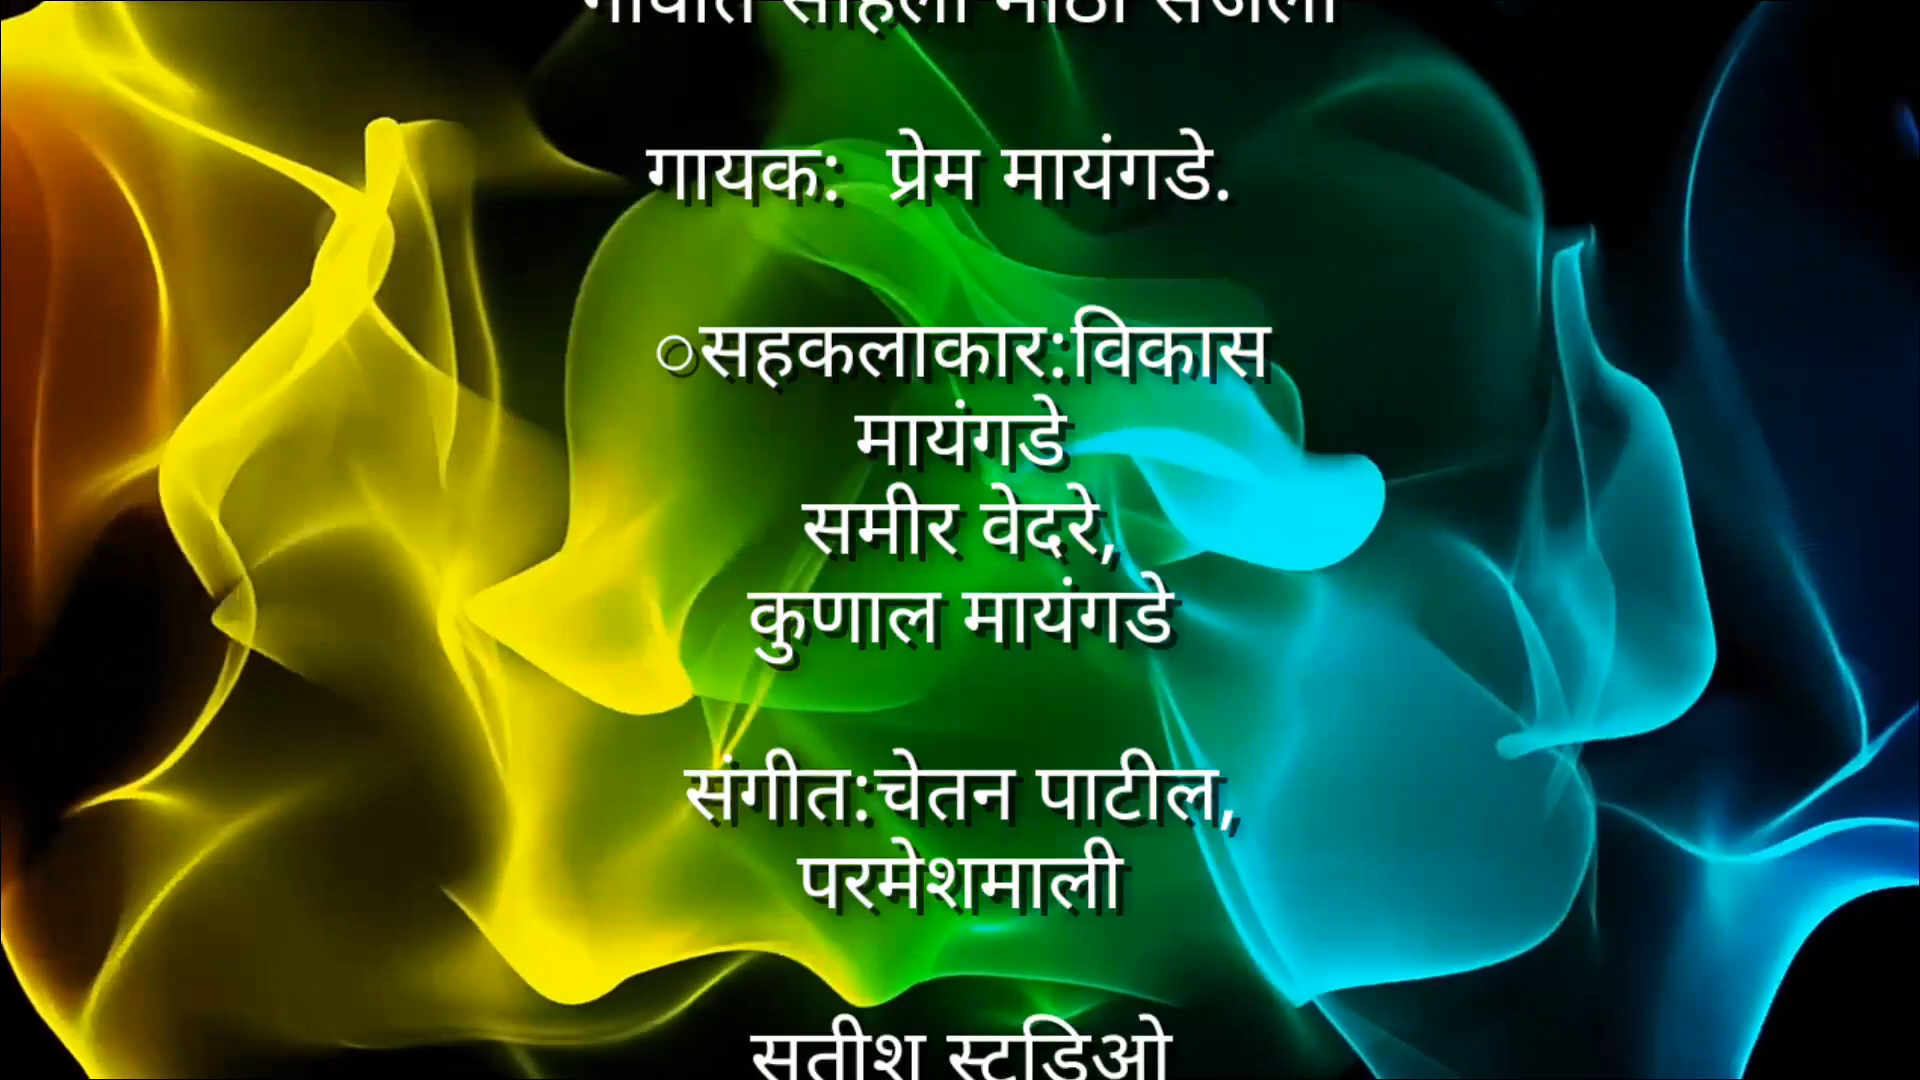 गायक:  प्रेम मायंगडे.
○सहकलाकार:विकास
मायंगडे
समीर वेदरे,
कुणाल मायंगडे
संगीत:चेतन पाटील,
परमेशमाली
सतीश स्टुडिओ